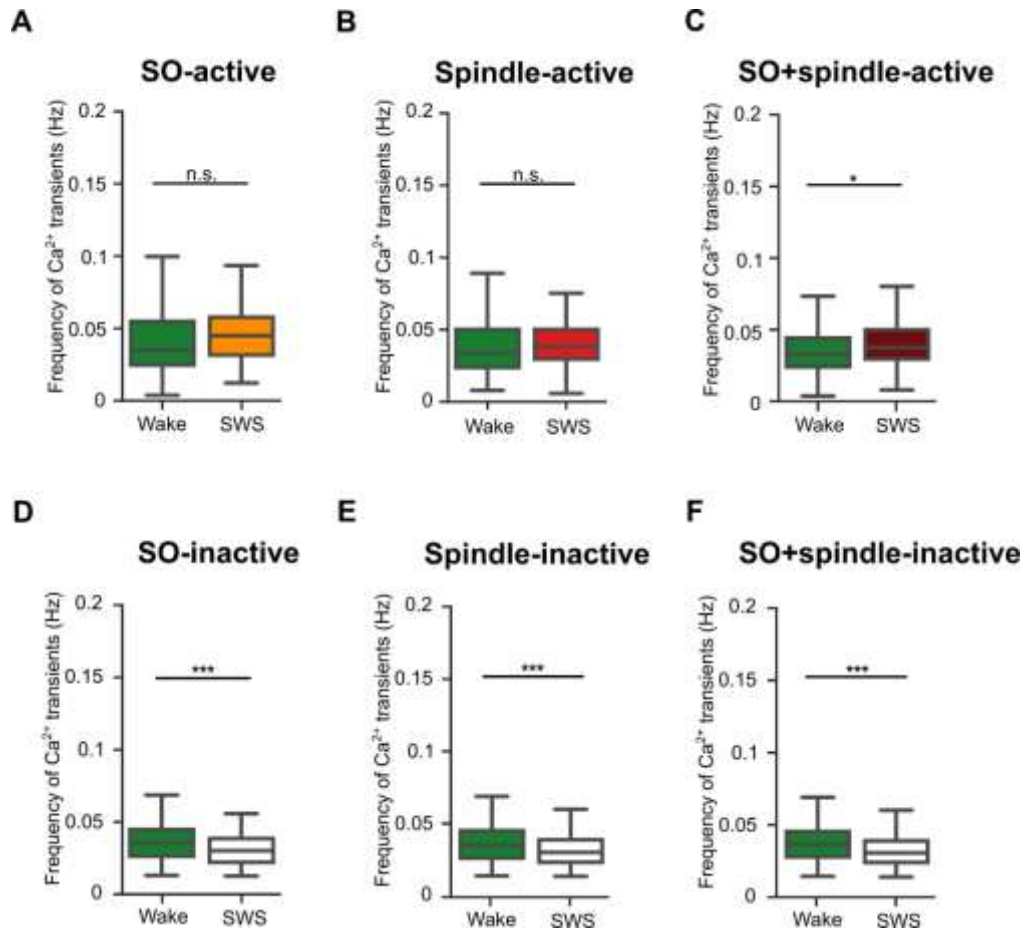 A
SO-active
Frequency of Ca²⁺ transients (Hz)
0.2
0.15
0.1
0.05
0
n.s.
Wake
SWS
B
Spindle-active
Frequency of Ca²⁺ transients (Hz)
0.2
0.15
0.1
0.05
0
n.s.
Wake
SWS
C
SO+spindle-active
Frequency of Ca²⁺ transients (Hz)
0.2
0.15
0.1
0.05
0
*
Wake
SWS
D
SO-inactive
Frequency of Ca²⁺ transients (Hz)
0.2
0.15
0.1
0.05
0
***
Wake
SWS
E
Spindle-inactive
Frequency of Ca²⁺ transients (Hz)
0.2
0.15
0.1
0.05
0
***
Wake
SWS
F
SO+spindle-inactive
Frequency of Ca²⁺ transients (Hz)
0.2
0.15
0.1
0.05
0
***
Wake
SWS